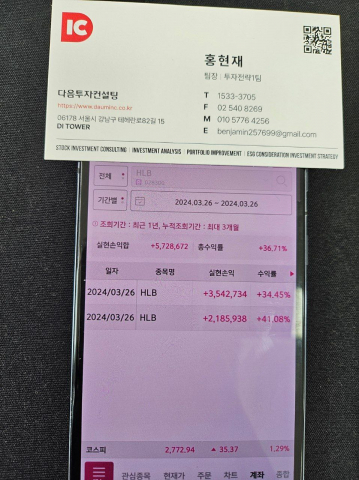 IC
홍현재
팀장 : 투자전략1팀
다음투자컨설팅
https://www.dauminc.co.kr
06178 서울시 강남구 테헤란로82길 15
DI TOWER
T 1533-3705
F 02 540 8269
M 010 5776 4256
E benjamin257699@gmail.com
STOCK INVESTMENT CONSULTING · INVESTMENT ANALYSIS · PORTFOLIO IMPROVEMENT · ESG CONSIDERATION INVESTMENT STRATEGY
전체 HLB
기간별 2024.03.26 ~ 2024.03.26
조회기간 : 최근 1년, 누적조회기간 : 최대 3개월
실현손익합 +5,728,672 총수익률 +36.71%
일자 종목명 실현손익 수익률
2024/03/26 HLB +3,542,734 +34.45%
2024/03/26 HLB +2,185,938 +41.08%
코스피 2,772.94 ▲ 35.37 1.29%
관심종목 현재가 주문 차트 계좌 종합